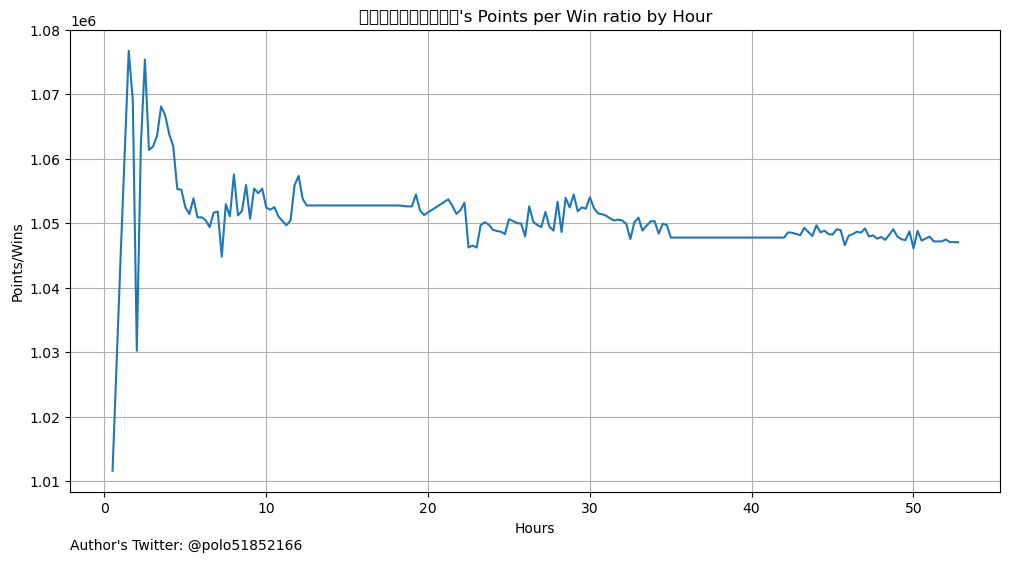 's Points per Win ratio by Hour
1e6
1.08
1.07
1.06
1.05
1.04
1.03
1.02
1.01
Points/Wins
0 10 20 30 40 50
Hours
Author's Twitter: @polo51852166